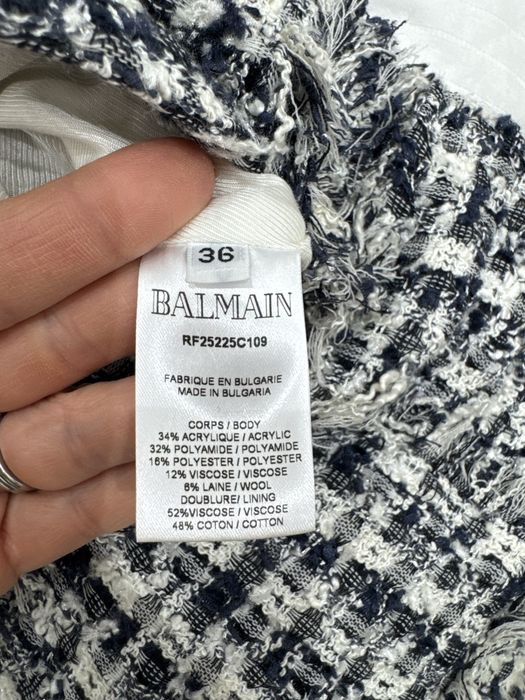 36
BALMAIN
RF25225C109
FABRIQUE EN BULGARIE
MADE IN BULGARIA
CORPS / BODY
34% ACRYLIQUE / ACRYLIC
32% POLYAMIDE / POLYAMIDE
16% POLYESTER / POLYESTER
12% VISCOSE / VISCOSE
6% LAINE / WOOL
DOUBLURE/ LINING
52%VISCOSE / VISCOSE
48% COTON / COTTON